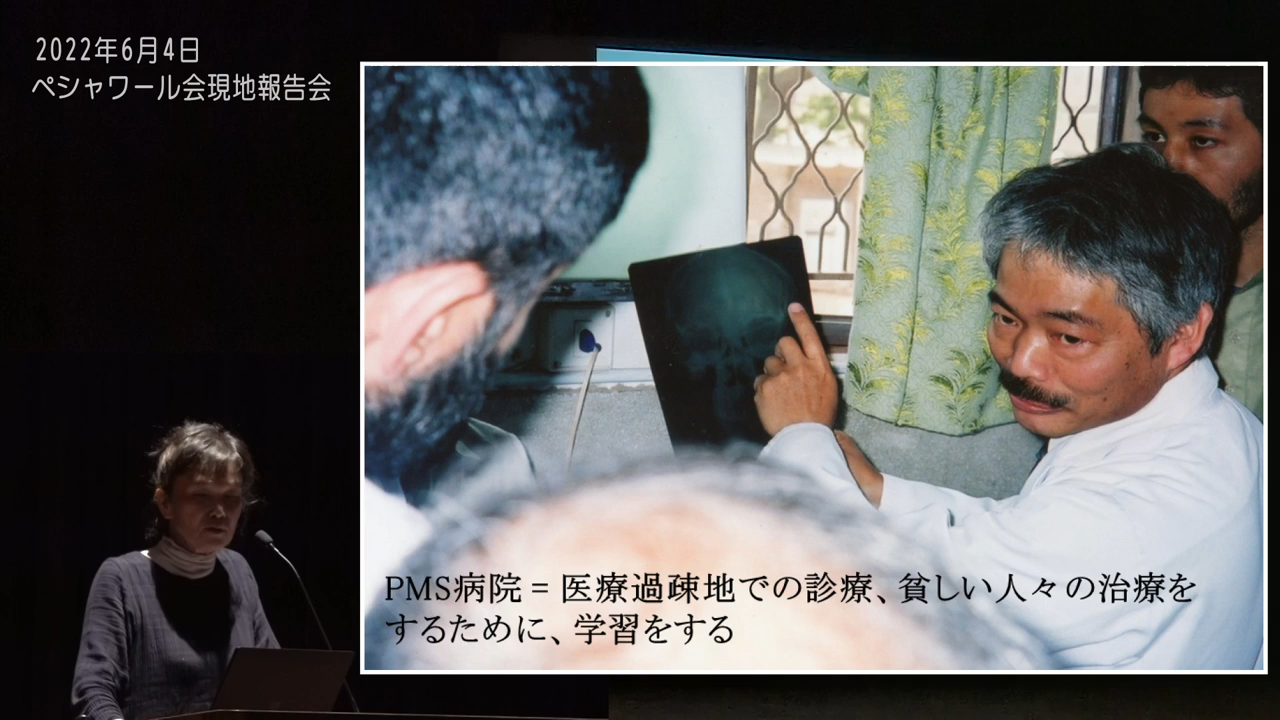 2022年6月4日
ペシャワール会現地報告会
PMS病院 = 医療過疎地での診療、貧しい人々の治療を
するために、学習をする